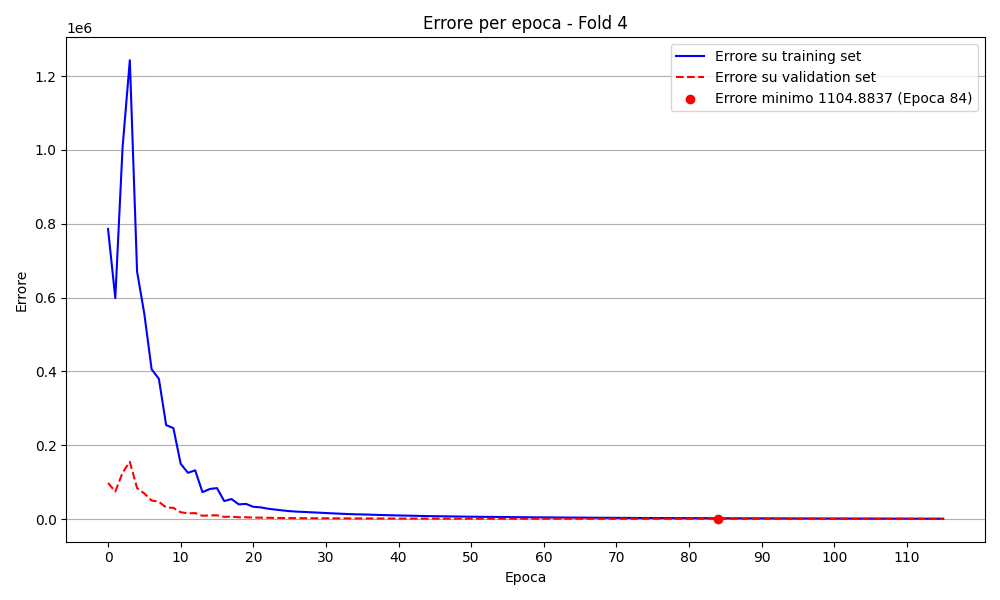 Errore per epoca - Fold 4
1e6
Errore su training set
Errore su validation set
Errore minimo 1104.8837 (Epoca 84)
1.2
1.0
0.8
0.6
0.4
0.2
0.0
Errore
0 10 20 30 40 50 60 70 80 90 100 110
Epoca